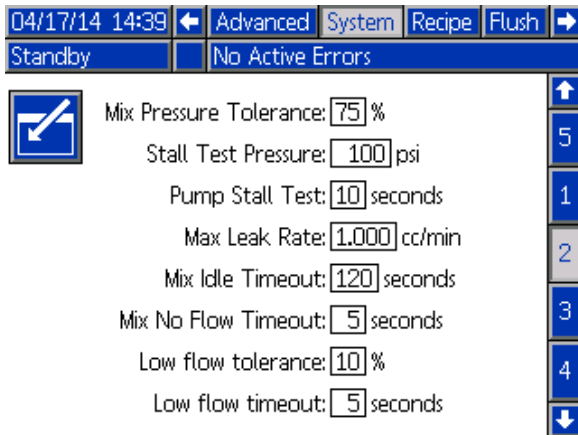 04/17/14 14:39 Advanced System Recipe Flush
Standby No Active Errors
Mix Pressure Tolerance: 75 %
Stall Test Pressure: 100 psi
Pump Stall Test: 10 seconds
Max Leak Rate: 1.000 cc/min
Mix Idle Timeout: 120 seconds
Mix No Flow Timeout: 5 seconds
Low flow tolerance: 10 %
Low flow timeout: 5 seconds
5
1
2
3
4